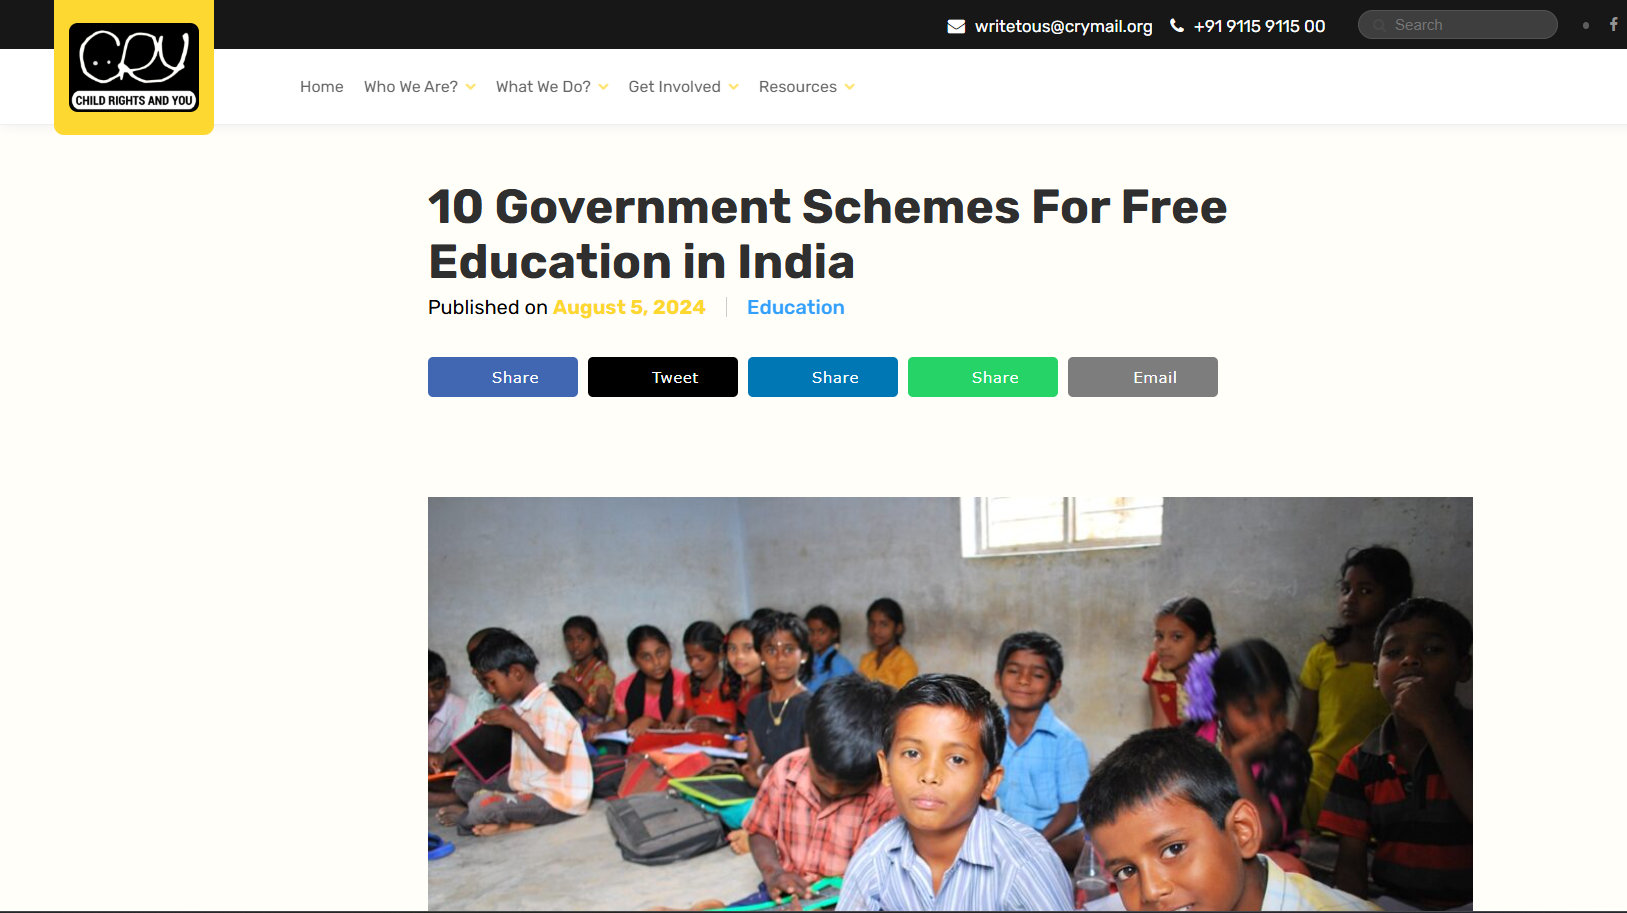 writetous@crymail.org +91 9115 9115 00 Search
CRY
CHILD RIGHTS AND YOU
Home Who We Are? What We Do? Get Involved Resources
10 Government Schemes For Free
Education in India
Published on August 5, 2024 Education
Share Tweet Share Share Email